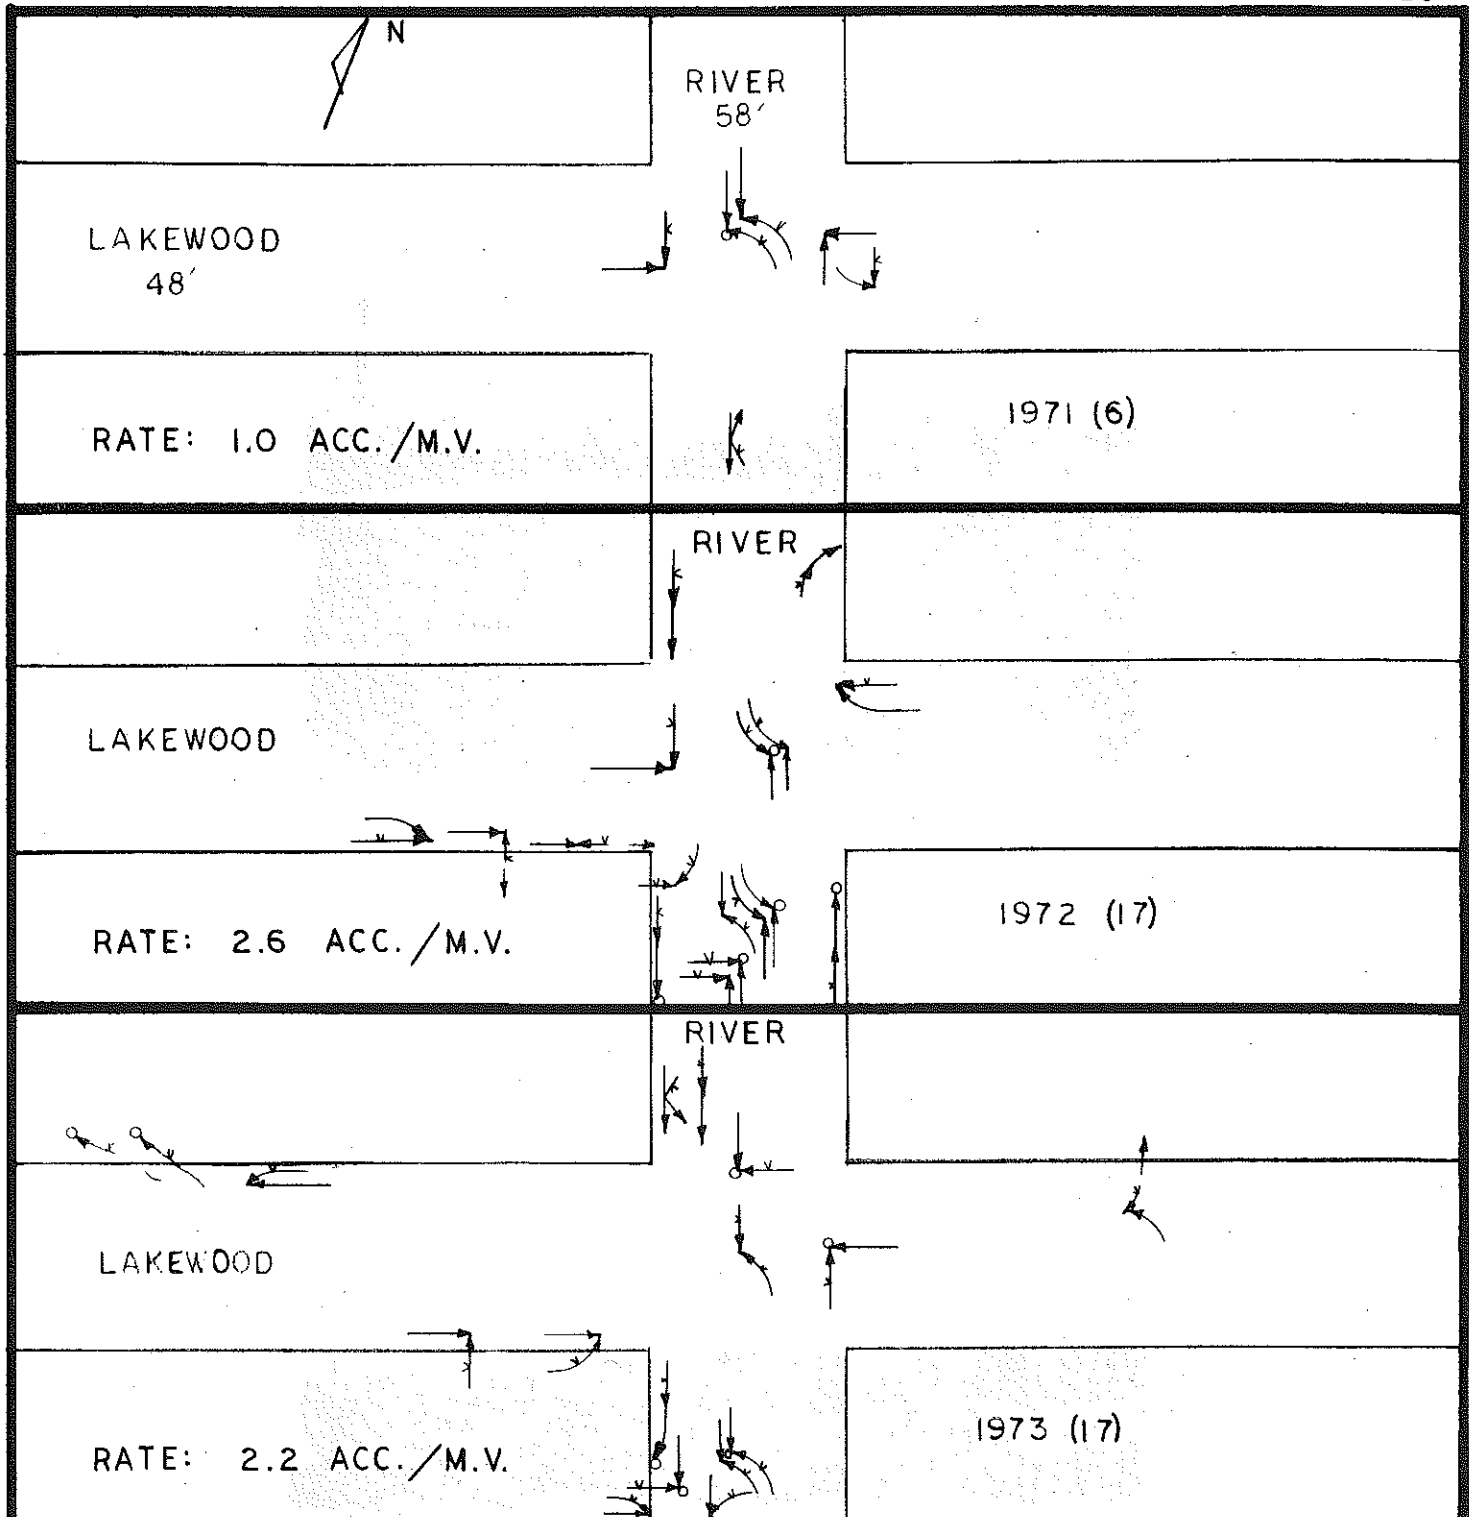 N
RIVER
58′
LAKEWOOD
48′
RATE: 1.0 ACC./M.V.
1971 (6)
RIVER
LAKEWOOD
RATE: 2.6 ACC./M.V.
1972 (17)
RIVER
LAKEWOOD
RATE: 2.2 ACC./M.V.
1973 (17)